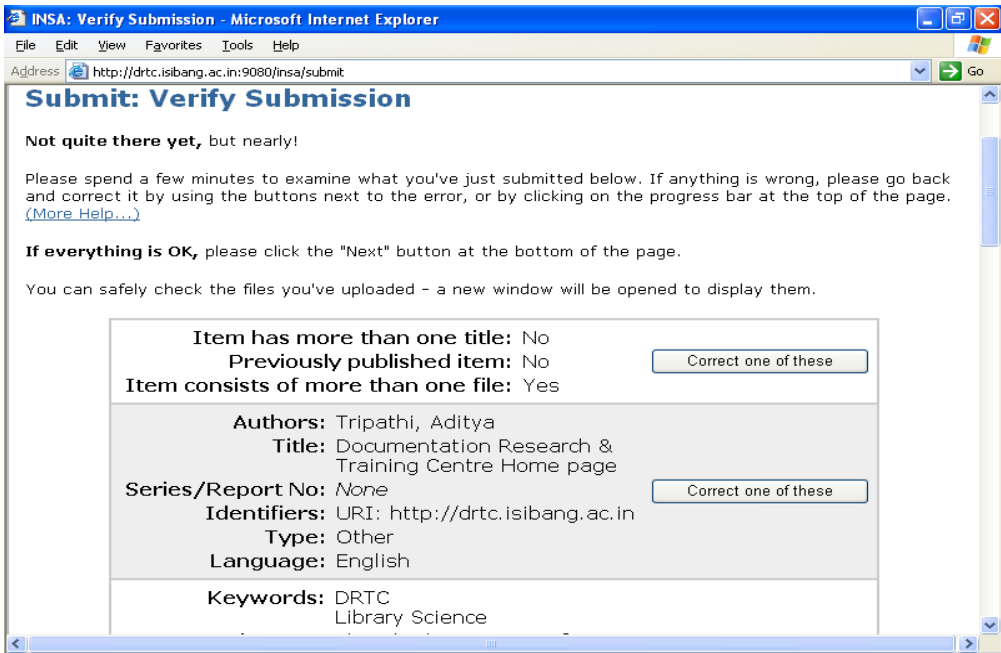 INSA: Verify Submission - Microsoft Internet Explorer
File Edit View Favorites Tools Help
Address http://drtc.isibang.ac.in:9080/insa/submit Go
Submit: Verify Submission
Not quite there yet, but nearly!
Please spend a few minutes to examine what you've just submitted below. If anything is wrong, please go back
and correct it by using the buttons next to the error, or by clicking on the progress bar at the top of the page.
(More Help...)
If everything is OK, please click the "Next" button at the bottom of the page.
You can safely check the files you've uploaded - a new window will be opened to display them.
Item has more than one title: No
Previously published item: No Correct one of these
Item consists of more than one file: Yes
Authors: Tripathi, Aditya
Title: Documentation Research &
Training Centre Home page
Series/Report No: None Correct one of these
Identifiers: URI: http://drtc.isibang.ac.in
Type: Other
Language: English
Keywords: DRTC
Library Science